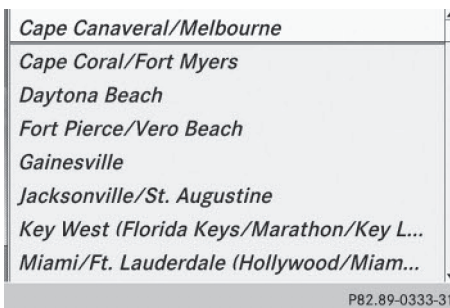 Cape Canaveral/Melbourne
Cape Coral/Fort Myers
Daytona Beach
Fort Pierce/Vero Beach
Gainesville
Jacksonville/St. Augustine
Key West (Florida Keys/Marathon/Key L...
Miami/Ft. Lauderdale (Hollywood/Miam...
P82.89-0333-31